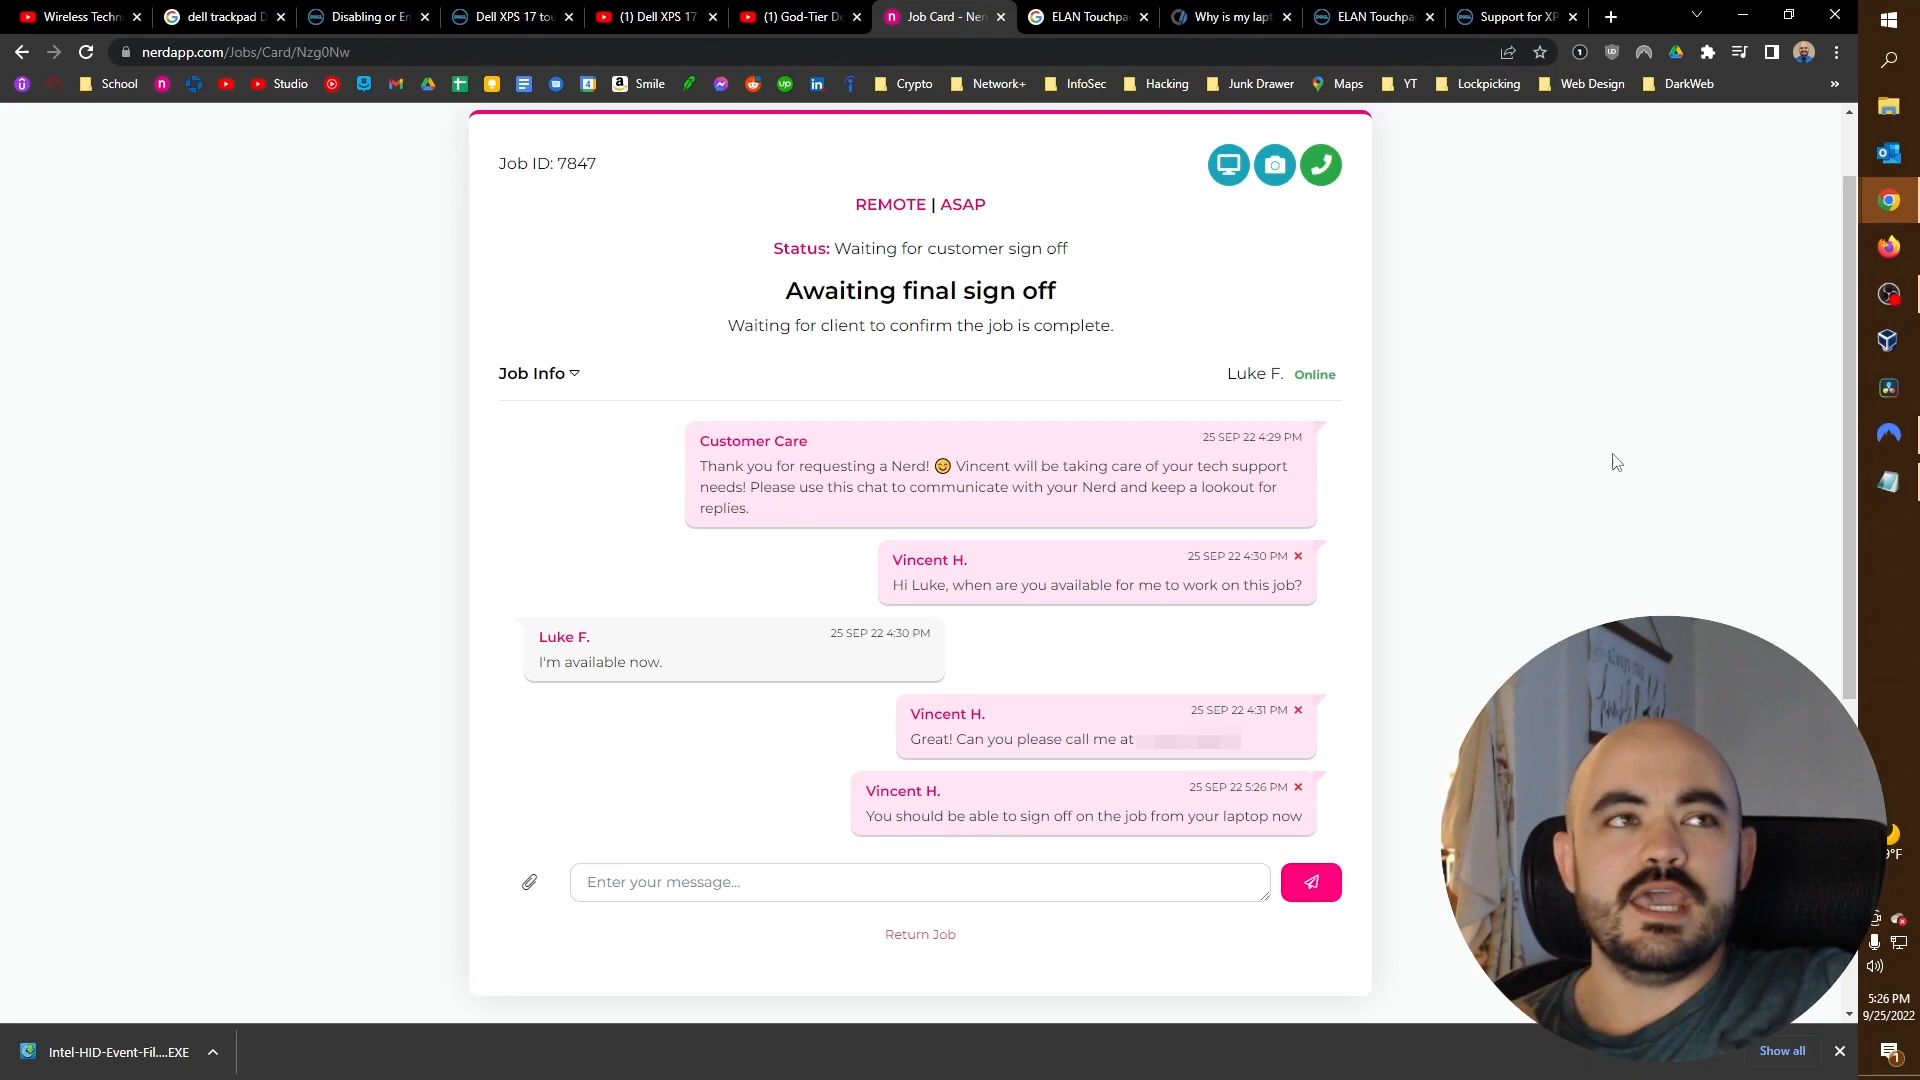 Wireless Techn
dell trackpad D
Disabling or En
Dell XPS 17 tou
(1) Dell XPS 17
(1) God-Tier De
Job Card - Ner
ELAN Touchpa
Why is my lapt
ELAN Touchpa
Support for XP
nerdapp.com/Jobs/Card/Nzg0Nw
School
Studio
Smile
Crypto
Network+
InfoSec
Hacking
Junk Drawer
Maps
YT
Lockpicking
Web Design
DarkWeb
Job ID: 7847
REMOTE | ASAP
Status: Waiting for customer sign off
Awaiting final sign off
Waiting for client to confirm the job is complete.
Job Info
Luke F. Online
Customer Care 25 SEP 22 4:29 PM
Thank you for requesting a Nerd! 😊 Vincent will be taking care of your tech support
needs! Please use this chat to communicate with your Nerd and keep a lookout for
replies.
Vincent H. 25 SEP 22 4:30 PM
Hi Luke, when are you available for me to work on this job?
Luke F. 25 SEP 22 4:30 PM
I'm available now.
Vincent H. 25 SEP 22 4:31 PM
Great! Can you please call me at
Vincent H. 25 SEP 22 5:26 PM
You should be able to sign off on the job from your laptop now
Enter your message...
Return Job
5:26 PM
9/25/2022
Intel-HID-Event-Fil....EXE
Show all